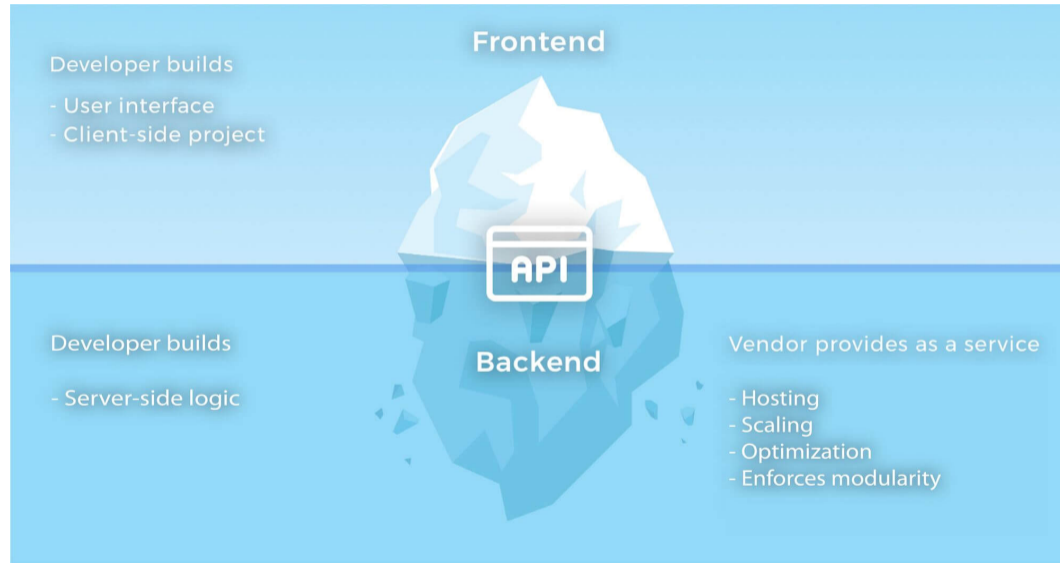 Frontend
Developer builds
- User interface
- Client-side project
API
Backend
Developer builds
- Server-side logic
Vendor provides as a service
- Hosting
- Scaling
- Optimization
- Enforces modularity